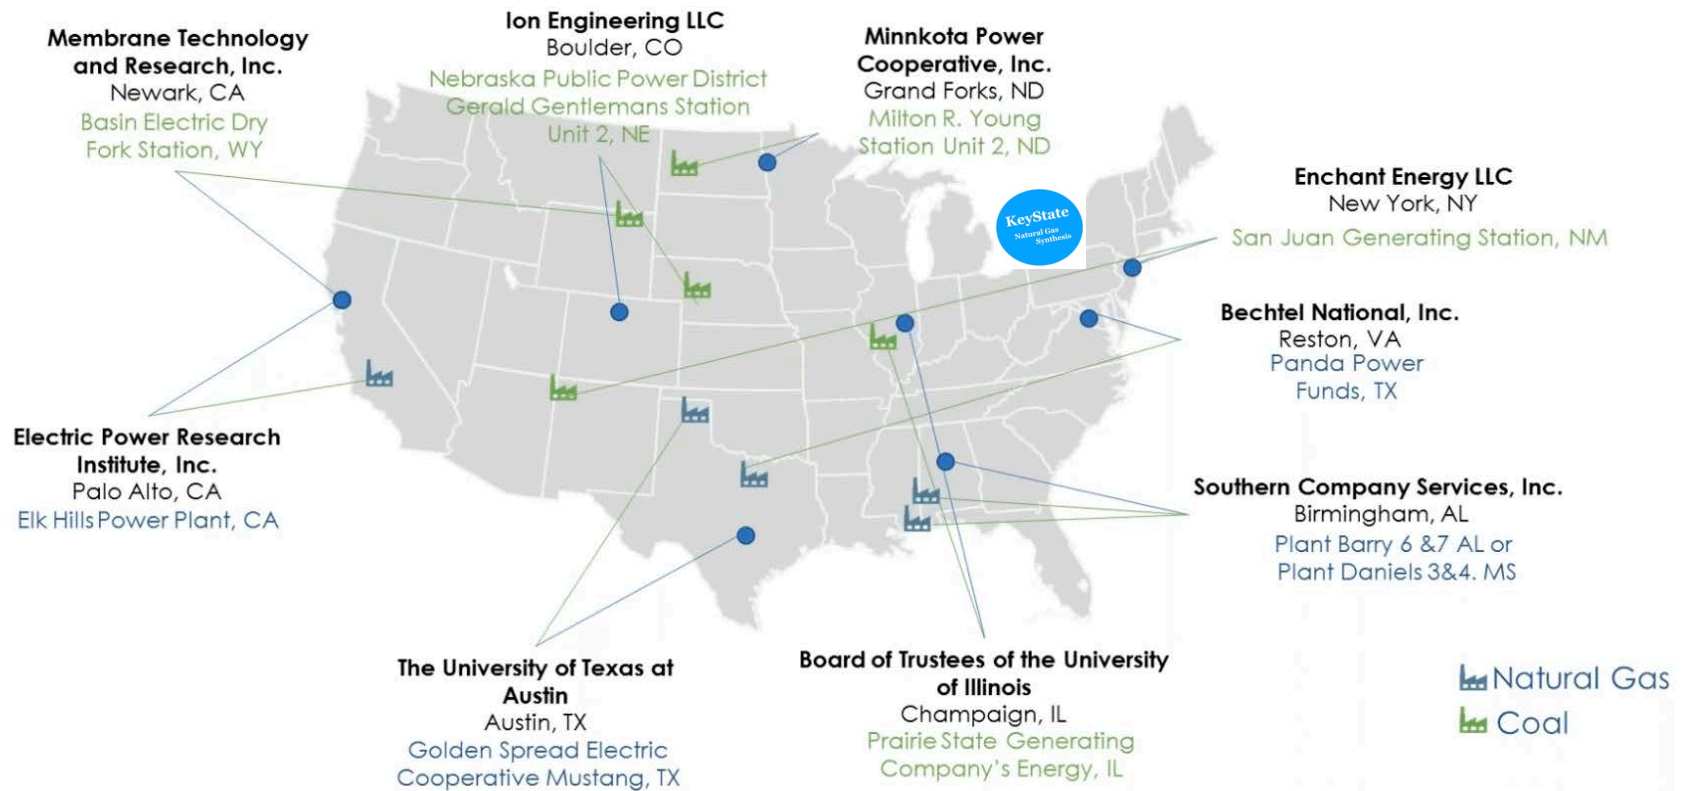 Membrane Technology
and Research, Inc.
Newark, CA
Basin Electric Dry
Fork Station, WY
Ion Engineering LLC
Boulder, CO
Nebraska Public Power District
Gerald Gentlemans Station
Unit 2, NE
Minnkota Power
Cooperative, Inc.
Grand Forks, ND
Milton R. Young
Station Unit 2, ND
KeyState
Natural Gas
Synthesis
Enchant Energy LLC
New York, NY
San Juan Generating Station, NM
Bechtel National, Inc.
Reston, VA
Panda Power
Funds, TX
Electric Power Research
Institute, Inc.
Palo Alto, CA
Elk Hills Power Plant, CA
Southern Company Services, Inc.
Birmingham, AL
Plant Barry 6 &7 AL or
Plant Daniels 3&4. MS
The University of Texas at
Austin
Austin, TX
Golden Spread Electric
Cooperative Mustang, TX
Board of Trustees of the University
of Illinois
Champaign, IL
Prairie State Generating
Company's Energy, IL
Natural Gas
Coal